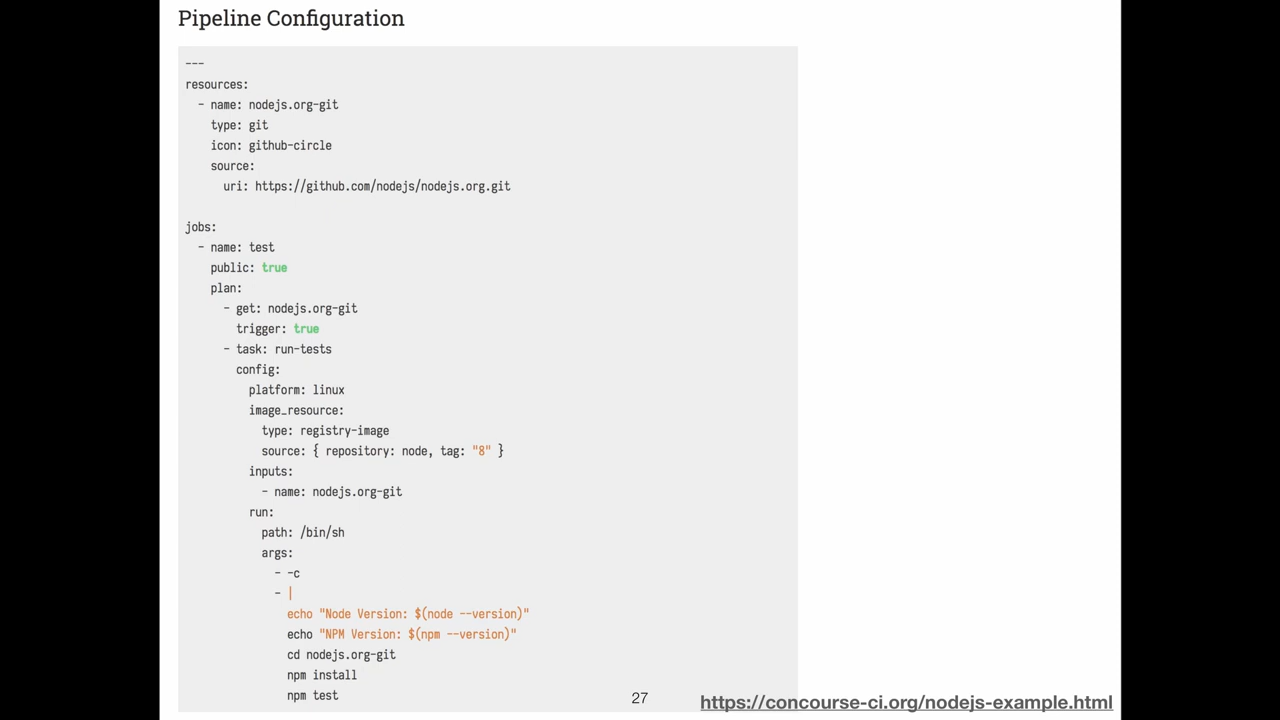 Pipeline Configuration
---
resources:
  - name: nodejs.org-git
    type: git
    icon: github-circle
    source:
      uri: https://github.com/nodejs/nodejs.org.git

jobs:
  - name: test
    public: true
    plan:
      - get: nodejs.org-git
        trigger: true
      - task: run-tests
        config:
          platform: linux
          image_resource:
            type: registry-image
            source: { repository: node, tag: "8" }
          inputs:
            - name: nodejs.org-git
          run:
            path: /bin/sh
            args:
              - -c
              - |
                echo "Node Version: $(node --version)"
                echo "NPM Version: $(npm --version)"
                cd nodejs.org-git
                npm install
                npm test
27
https://concourse-ci.org/nodejs-example.html